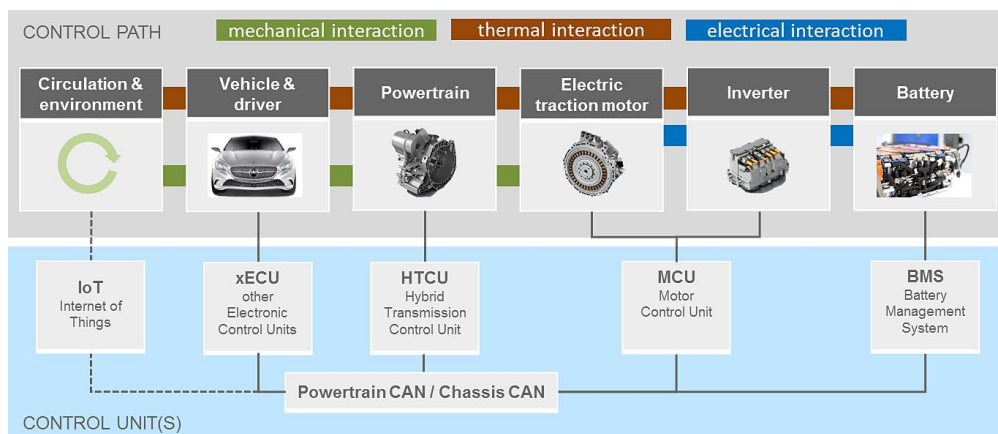 CONTROL PATH
mechanical interaction
thermal interaction
electrical interaction
Circulation &
environment
Vehicle &
driver
Powertrain
Electric
traction motor
Inverter
Battery
IoT
Internet of
Things
xECU
other
Electronic
Control Units
HTCU
Hybrid
Transmission
Control Unit
MCU
Motor
Control Unit
BMS
Battery
Management
System
Powertrain CAN / Chassis CAN
CONTROL UNIT(S)